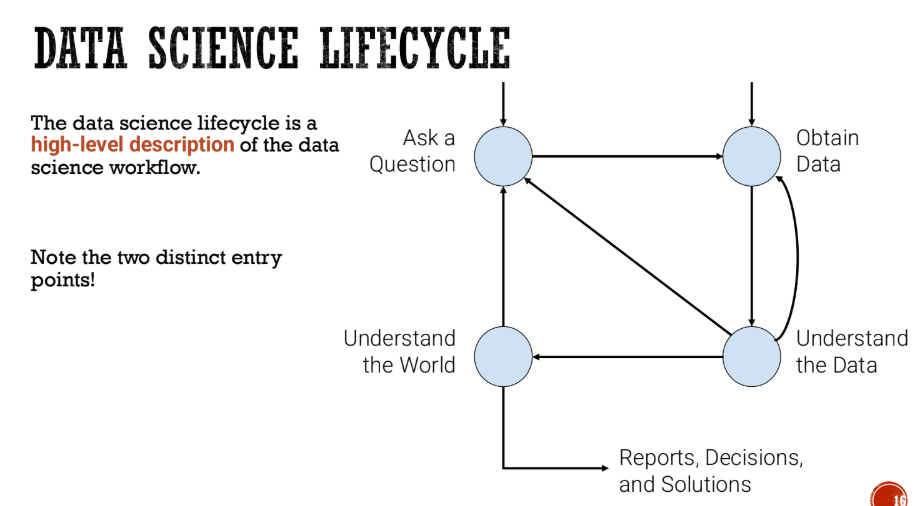 DATA SCIENCE LIFECYCLE
The data science lifecycle is a
high-level description of the data
science workflow.
Note the two distinct entry
points!
Ask a
Question
Obtain
Data
Understand
the World
Understand
the Data
Reports, Decisions,
and Solutions
16